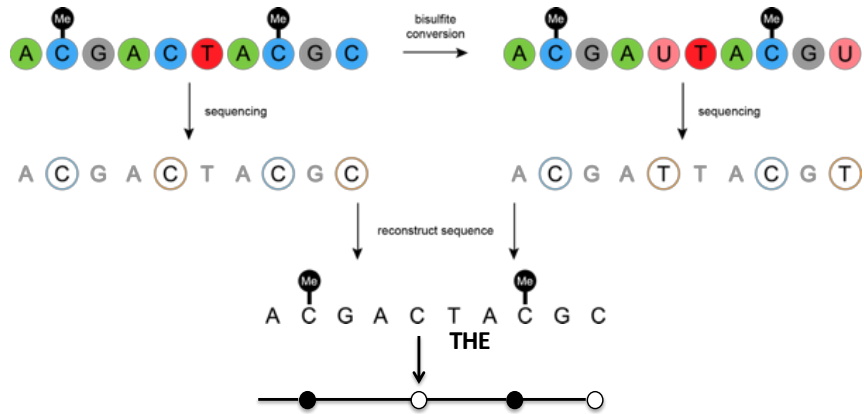 Me Me Me Me
bisulfite
conversion
A C G A C T A C G C A C G A U T A C G U
sequencing sequencing
A C G A C T A C G C A C G A T T A C G T
reconstruct sequence
Me Me
A C G A C T A C G C
THE